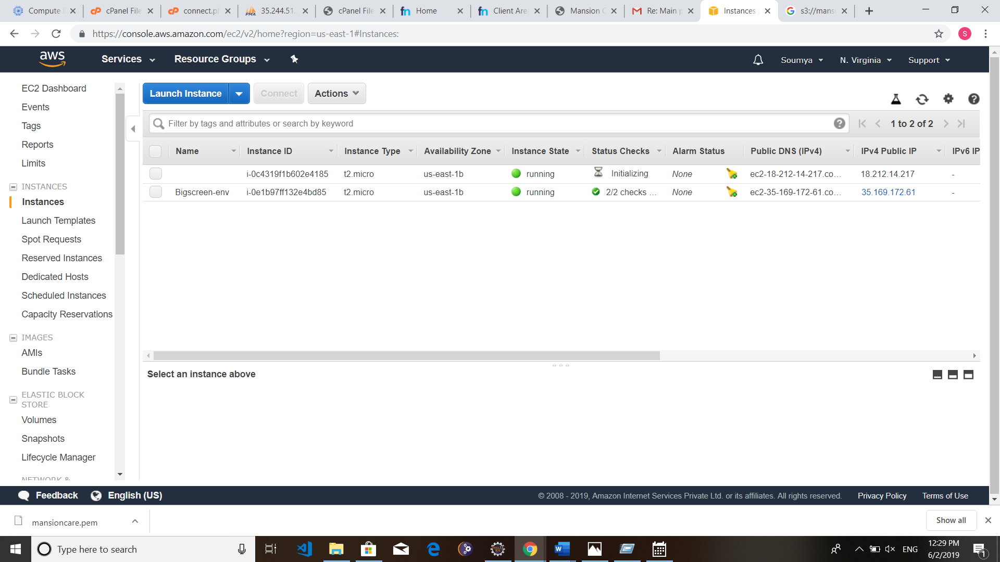 Compute
cPanel File
connect.p
35.244.51.
cPanel File
Home
Client Are
Mansion
Re: Main p
Instances
s3://mans
https://console.aws.amazon.com/ec2/v2/home?region=us-east-1#Instances:
S
aws
Services
Resource Groups
Soumya
N. Virginia
Support
EC2 Dashboard
Events
Tags
Reports
Limits
INSTANCES
Instances
Launch Templates
Spot Requests
Reserved Instances
Dedicated Hosts
Scheduled Instances
Capacity Reservations
IMAGES
AMIs
Bundle Tasks
ELASTIC BLOCK
STORE
Volumes
Snapshots
Lifecycle Manager
NETWORK &
Launch Instance
Connect
Actions
Filter by tags and attributes or search by keyword
1 to 2 of 2
Name Instance ID Instance Type Availability Zone Instance State Status Checks Alarm Status Public DNS (IPv4) IPv4 Public IP IPv6 IP
i-0c4319f1b602e4185 t2.micro us-east-1b running Initializing None ec2-18-212-14-217.co... 18.212.14.217 -
Bigscreen-env i-0e1b97ff132e4bd85 t2.micro us-east-1b running 2/2 checks ... None ec2-35-169-172-61.co... 35.169.172.61 -
Select an instance above
Feedback
English (US)
© 2008 - 2019, Amazon Internet Services Private Ltd. or its affiliates. All rights reserved.
Privacy Policy
Terms of Use
mansioncare.pem
Show all
Type here to search
ENG
12:29 PM
6/2/2019
1